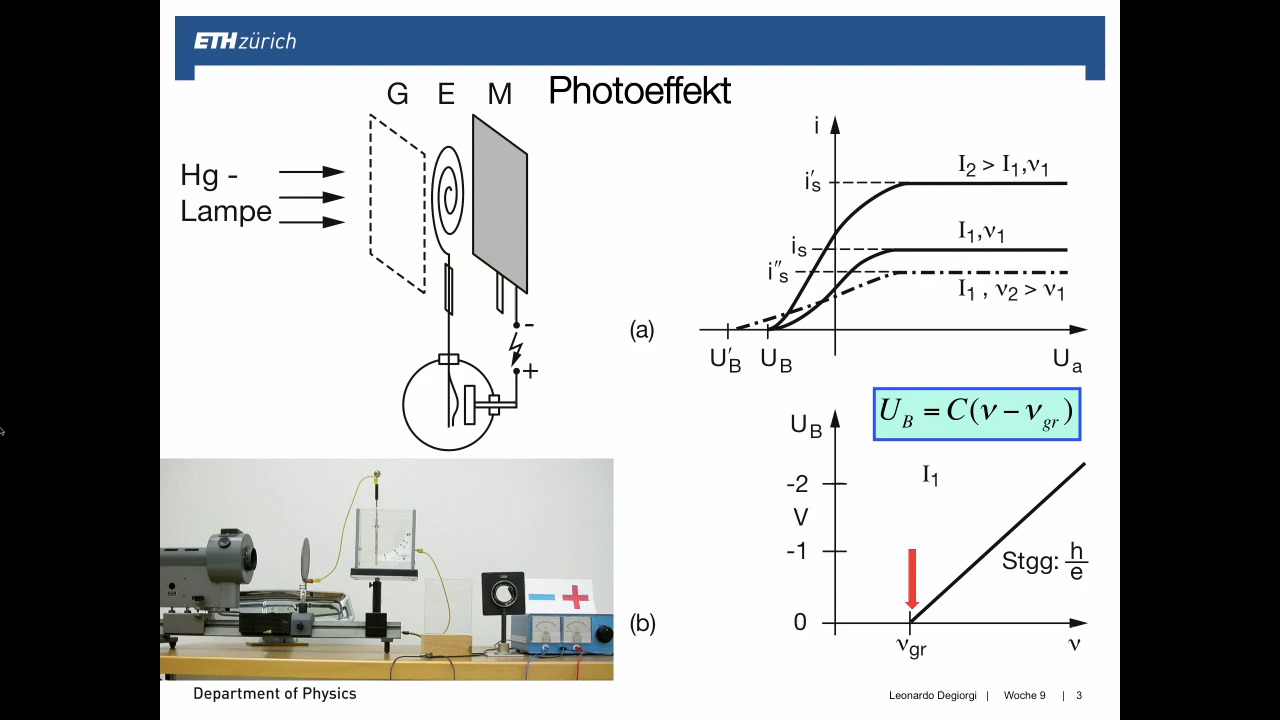 ETH zürich
G E M
Photoeffekt
Hg -
Lampe
-
+
(a)
i
i′s
is
i″s
I2 > I1,ν1
I1,ν1
I1 , ν2 > ν1
U′B
UB
Ua
UB = C(ν − νgr)
(b)
UB
-2
V
-1
0
I1
Stgg: h/e
νgr
ν
Department of Physics
Leonardo Degiorgi | Woche 9 | 3